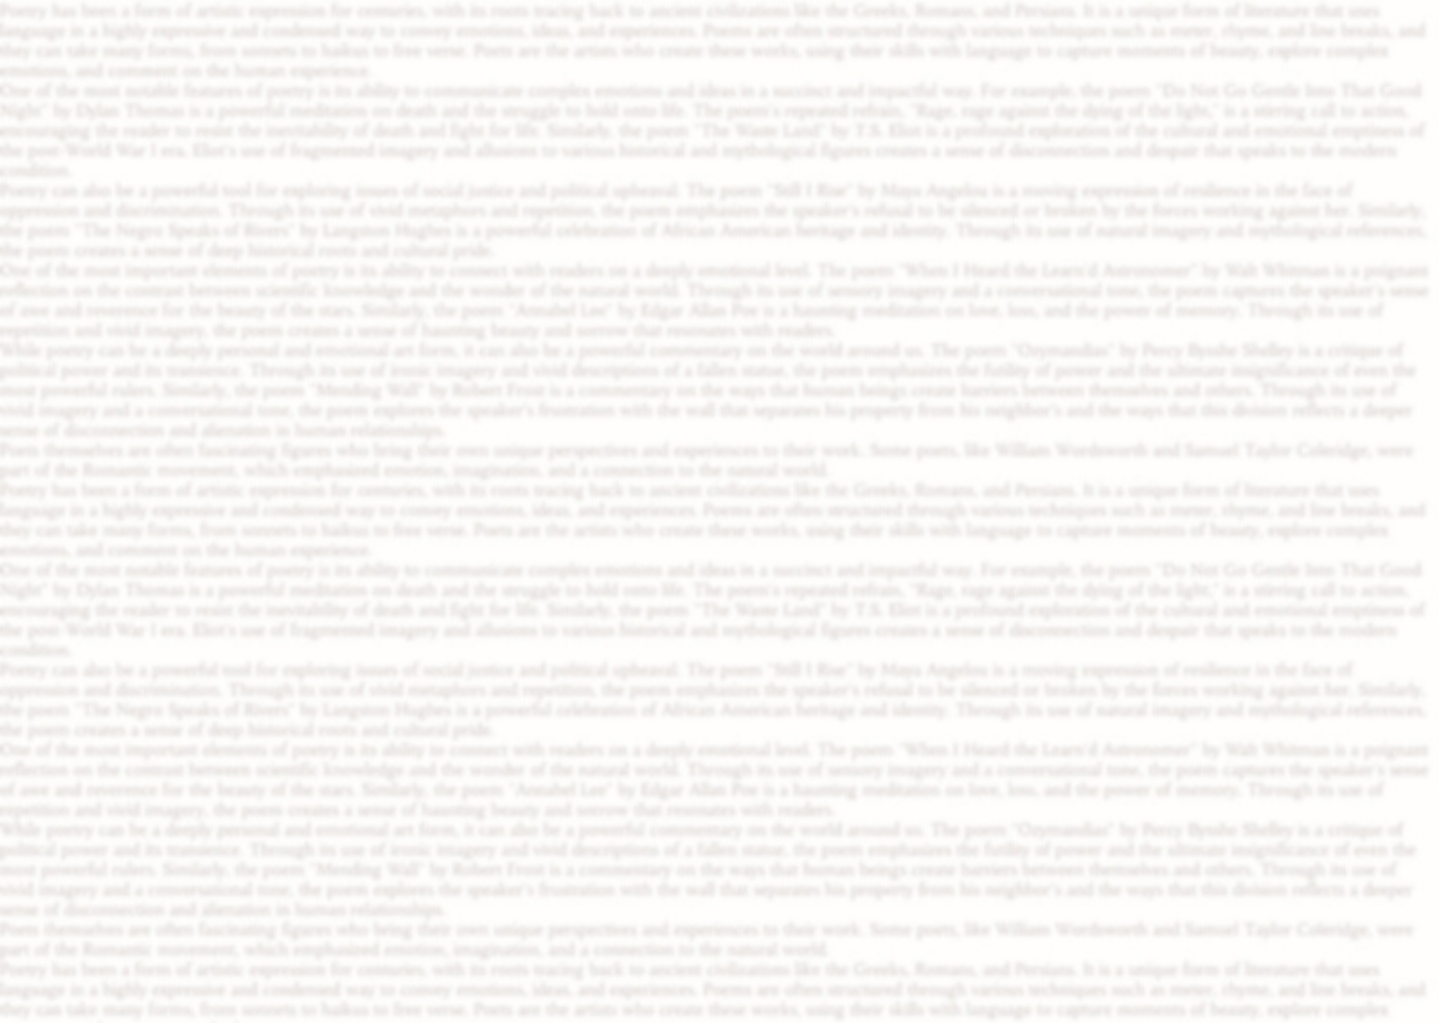 Poetry has been a form of artistic expression for centuries, with its roots tracing back to ancient civilizations like the Greeks, Romans, and Persians. It is a unique form of literature that uses
language in a highly expressive and condensed way to convey emotions, ideas, and experiences. Poems are often structured through various techniques such as meter, rhyme, and line breaks, and
they can take many forms, from sonnets to haikus to free verse. Poets are the artists who create these works, using their skills with language to capture moments of beauty, explore complex
emotions, and comment on the human experience.
One of the most notable features of poetry is its ability to communicate complex emotions and ideas in a succinct and impactful way. For example, the poem "Do Not Go Gentle Into That Good
Night" by Dylan Thomas is a powerful meditation on death and the struggle to hold onto life. The poem's repeated refrain, "Rage, rage against the dying of the light," is a stirring call to action,
encouraging the reader to resist the inevitability of death and fight for life. Similarly, the poem "The Waste Land" by T.S. Eliot is a profound exploration of the cultural and emotional emptiness of
the post-World War I era. Eliot's use of fragmented imagery and allusions to various historical and mythological figures creates a sense of disconnection and despair that speaks to the modern
condition.
Poetry can also be a powerful tool for exploring issues of social justice and political upheaval. The poem "Still I Rise" by Maya Angelou is a moving expression of resilience in the face of
oppression and discrimination. Through its use of vivid metaphors and repetition, the poem emphasizes the speaker's refusal to be silenced or broken by the forces working against her. Similarly,
the poem "The Negro Speaks of Rivers" by Langston Hughes is a powerful celebration of African American heritage and identity. Through its use of natural imagery and mythological references,
the poem creates a sense of deep historical roots and cultural pride.
One of the most important elements of poetry is its ability to connect with readers on a deeply emotional level. The poem "When I Heard the Learn'd Astronomer" by Walt Whitman is a poignant
reflection on the contrast between scientific knowledge and the wonder of the natural world. Through its use of sensory imagery and a conversational tone, the poem captures the speaker's sense
of awe and reverence for the beauty of the stars. Similarly, the poem "Annabel Lee" by Edgar Allan Poe is a haunting meditation on love, loss, and the power of memory. Through its use of
repetition and vivid imagery, the poem creates a sense of haunting beauty and sorrow that resonates with readers.
While poetry can be a deeply personal and emotional art form, it can also be a powerful commentary on the world around us. The poem "Ozymandias" by Percy Bysshe Shelley is a critique of
political power and its transience. Through its use of ironic imagery and vivid descriptions of a fallen statue, the poem emphasizes the futility of power and the ultimate insignificance of even the
most powerful rulers. Similarly, the poem "Mending Wall" by Robert Frost is a commentary on the ways that human beings create barriers between themselves and others. Through its use of
vivid imagery and a conversational tone, the poem explores the speaker's frustration with the wall that separates his property from his neighbor's and the ways that this division reflects a deeper
sense of disconnection and alienation in human relationships.
Poets themselves are often fascinating figures who bring their own unique perspectives and experiences to their work. Some poets, like William Wordsworth and Samuel Taylor Coleridge, were
part of the Romantic movement, which emphasized emotion, imagination, and a connection to the natural world.
Poetry has been a form of artistic expression for centuries, with its roots tracing back to ancient civilizations like the Greeks, Romans, and Persians. It is a unique form of literature that uses
language in a highly expressive and condensed way to convey emotions, ideas, and experiences. Poems are often structured through various techniques such as meter, rhyme, and line breaks, and
they can take many forms, from sonnets to haikus to free verse. Poets are the artists who create these works, using their skills with language to capture moments of beauty, explore complex
emotions, and comment on the human experience.
One of the most notable features of poetry is its ability to communicate complex emotions and ideas in a succinct and impactful way. For example, the poem "Do Not Go Gentle Into That Good
Night" by Dylan Thomas is a powerful meditation on death and the struggle to hold onto life. The poem's repeated refrain, "Rage, rage against the dying of the light," is a stirring call to action,
encouraging the reader to resist the inevitability of death and fight for life. Similarly, the poem "The Waste Land" by T.S. Eliot is a profound exploration of the cultural and emotional emptiness of
the post-World War I era. Eliot's use of fragmented imagery and allusions to various historical and mythological figures creates a sense of disconnection and despair that speaks to the modern
condition.
Poetry can also be a powerful tool for exploring issues of social justice and political upheaval. The poem "Still I Rise" by Maya Angelou is a moving expression of resilience in the face of
oppression and discrimination. Through its use of vivid metaphors and repetition, the poem emphasizes the speaker's refusal to be silenced or broken by the forces working against her. Similarly,
the poem "The Negro Speaks of Rivers" by Langston Hughes is a powerful celebration of African American heritage and identity. Through its use of natural imagery and mythological references,
the poem creates a sense of deep historical roots and cultural pride.
One of the most important elements of poetry is its ability to connect with readers on a deeply emotional level. The poem "When I Heard the Learn'd Astronomer" by Walt Whitman is a poignant
reflection on the contrast between scientific knowledge and the wonder of the natural world. Through its use of sensory imagery and a conversational tone, the poem captures the speaker's sense
of awe and reverence for the beauty of the stars. Similarly, the poem "Annabel Lee" by Edgar Allan Poe is a haunting meditation on love, loss, and the power of memory. Through its use of
repetition and vivid imagery, the poem creates a sense of haunting beauty and sorrow that resonates with readers.
While poetry can be a deeply personal and emotional art form, it can also be a powerful commentary on the world around us. The poem "Ozymandias" by Percy Bysshe Shelley is a critique of
political power and its transience. Through its use of ironic imagery and vivid descriptions of a fallen statue, the poem emphasizes the futility of power and the ultimate insignificance of even the
most powerful rulers. Similarly, the poem "Mending Wall" by Robert Frost is a commentary on the ways that human beings create barriers between themselves and others. Through its use of
vivid imagery and a conversational tone, the poem explores the speaker's frustration with the wall that separates his property from his neighbor's and the ways that this division reflects a deeper
sense of disconnection and alienation in human relationships.
Poets themselves are often fascinating figures who bring their own unique perspectives and experiences to their work. Some poets, like William Wordsworth and Samuel Taylor Coleridge, were
part of the Romantic movement, which emphasized emotion, imagination, and a connection to the natural world.
Poetry has been a form of artistic expression for centuries, with its roots tracing back to ancient civilizations like the Greeks, Romans, and Persians. It is a unique form of literature that uses
language in a highly expressive and condensed way to convey emotions, ideas, and experiences. Poems are often structured through various techniques such as meter, rhyme, and line breaks, and
they can take many forms, from sonnets to haikus to free verse. Poets are the artists who create these works, using their skills with language to capture moments of beauty, explore complex